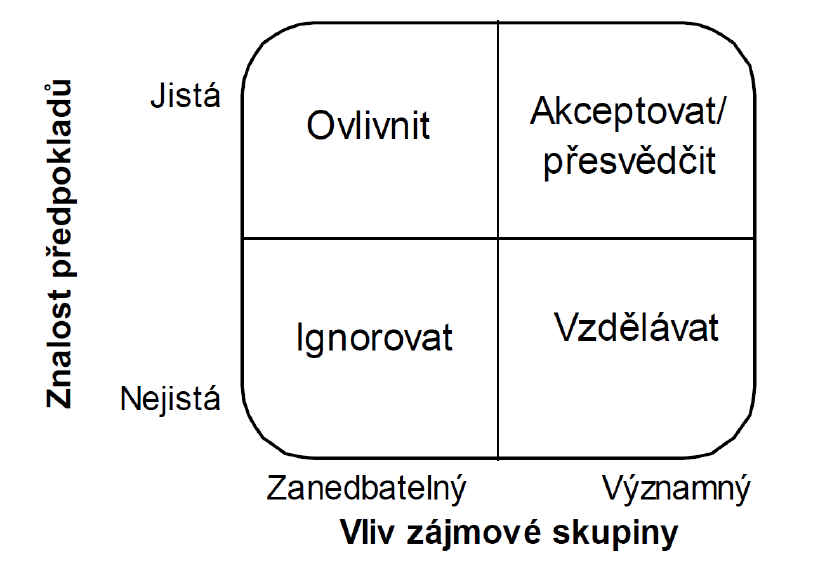 Znalost předpokladů
Jistá
Ovlivnit
Akceptovat/
přesvědčit
Ignorovat
Vzdělávat
Nejistá
Zanedbatelný
Významný
Vliv zájmové skupiny